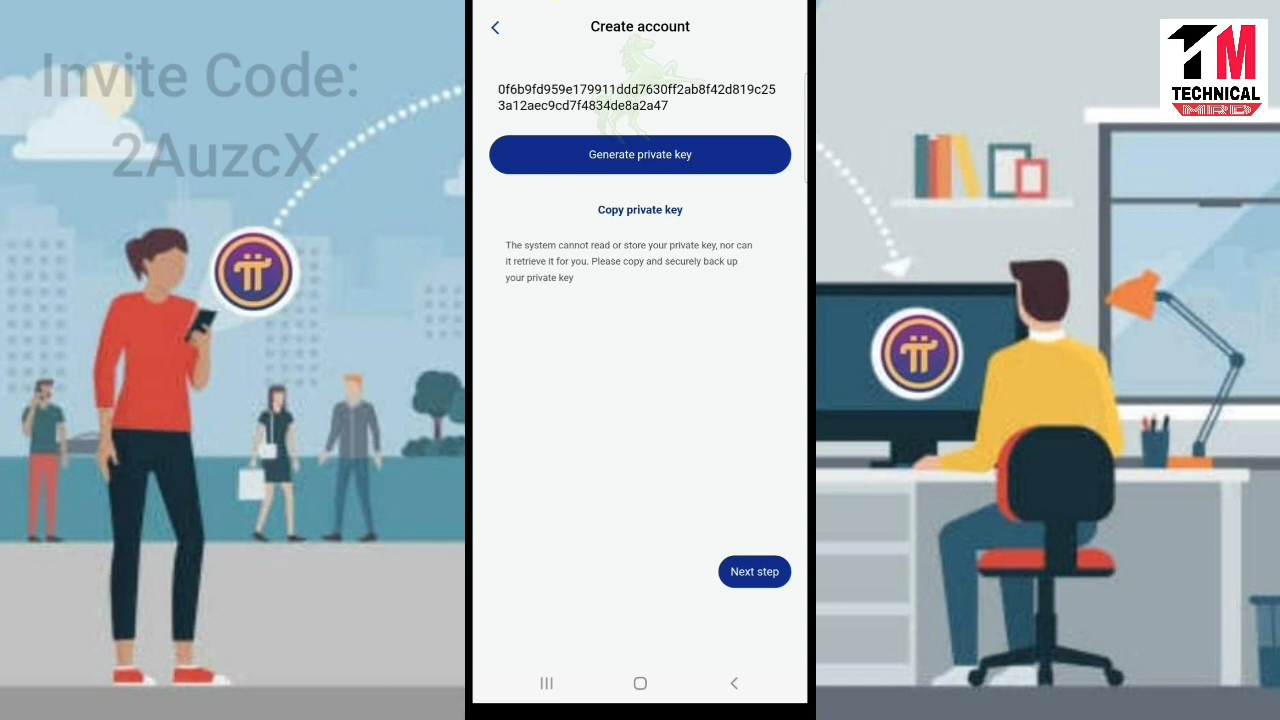 Invite Code:
2AuzcX
Create account
0f6b9fd959e179911ddd7630ff2ab8f42d819c25
3a12aec9cd7f4834de8a2a47
Generate private key
Copy private key
The system cannot read or store your private key, nor can
it retrieve it for you. Please copy and securely back up
your private key
Next step
TM
TECHNICAL
MRD